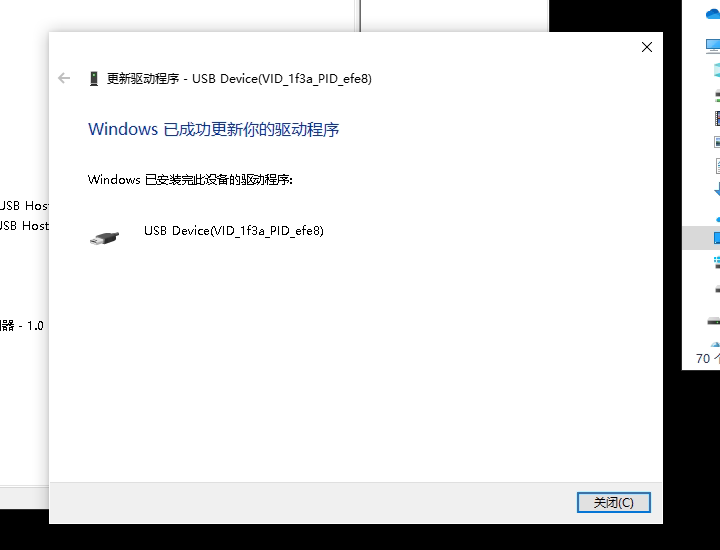 更新驱动程序 - USB Device(VID_1f3a_PID_efe8)
Windows 已成功更新你的驱动程序
Windows 已安装完此设备的驱动程序:
USB Host
USB Host
USB Device(VID_1f3a_PID_efe8)
器 - 1.0
70 个
关闭(C)